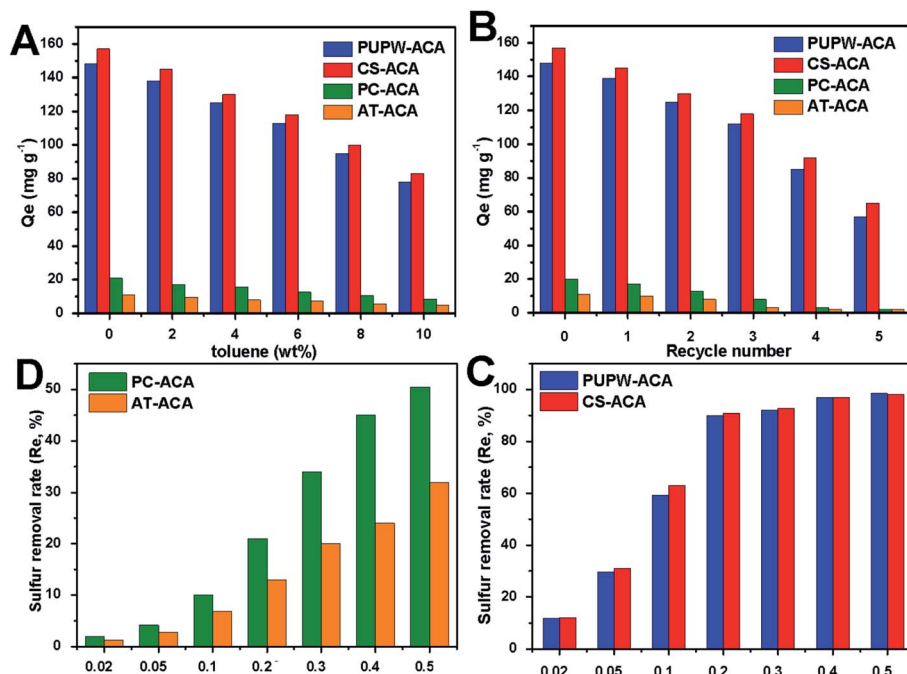 A
160
140
120
100
80
60
40
20
0
Qe (mg g⁻¹)
PUPW-ACA
CS-ACA
PC-ACA
AT-ACA
0 2 4 6 8 10
toluene (wt%)
B
160
140
120
100
80
60
40
20
0
Qe (mg g⁻¹)
PUPW-ACA
CS-ACA
PC-ACA
AT-ACA
0 1 2 3 4 5
Recycle number
D
50
40
30
20
10
0
Sulfur removal rate (Re, %)
PC-ACA
AT-ACA
0.02 0.05 0.1 0.2 0.3 0.4 0.5
C
100
80
60
40
20
0
Sulfur removal rate (Re, %)
PUPW-ACA
CS-ACA
0.02 0.05 0.1 0.2 0.3 0.4 0.5